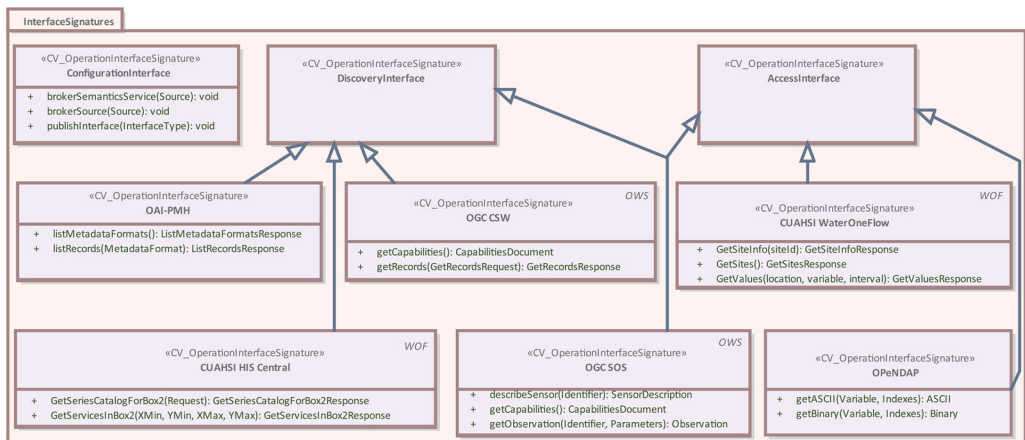 InterfaceSignatures
«CV_OperationInterfaceSignature»
ConfigurationInterface
+ brokerSemanticsService(Source): void
+ brokerSource(Source): void
+ publishInterface(InterfaceType): void
«CV_OperationInterfaceSignature»
DiscoveryInterface
«CV_OperationInterfaceSignature»
AccessInterface
«CV_OperationInterfaceSignature»
OAI-PMH
+ listMetadataFormats(): ListMetadataFormatsResponse
+ listRecords(MetadataFormat): ListRecordsResponse
OWS
«CV_OperationInterfaceSignature»
OGC CSW
+ getCapabilities(): CapabilitiesDocument
+ getRecords(GetRecordsRequest): GetRecordsResponse
WOF
«CV_OperationInterfaceSignature»
CUAHSI WaterOneFlow
+ GetSiteInfo(siteId): GetSiteInfoResponse
+ GetSites(): GetSitesResponse
+ GetValues(location, variable, interval): GetValuesResponse
WOF
«CV_OperationInterfaceSignature»
CUAHSI HIS Central
+ GetSeriesCatalogForBox2(Request): GetSeriesCatalogForBox2Response
+ GetServicesInBox2(XMin, YMin, XMax, YMax): GetServicesInBox2Response
OWS
«CV_OperationInterfaceSignature»
OGC SOS
+ describeSensor(Identifier): SensorDescription
+ getCapabilities(): CapabilitiesDocument
+ getObservation(Identifier, Parameters): Observation
«CV_OperationInterfaceSignature»
OPeNDAP
+ getASCII(Variable, Indexes): ASCII
+ getBinary(Variable, Indexes): Binary